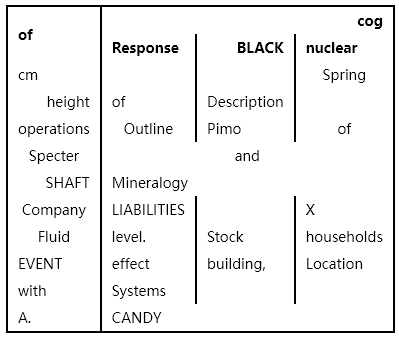 cog
of Response BLACK nuclear
cm Spring
height of Description
operations Outline Pimo of
Specter and
SHAFT Mineralogy
Company LIABILITIES X
Fluid level. Stock households
EVENT effect building, Location
with Systems
A. CANDY